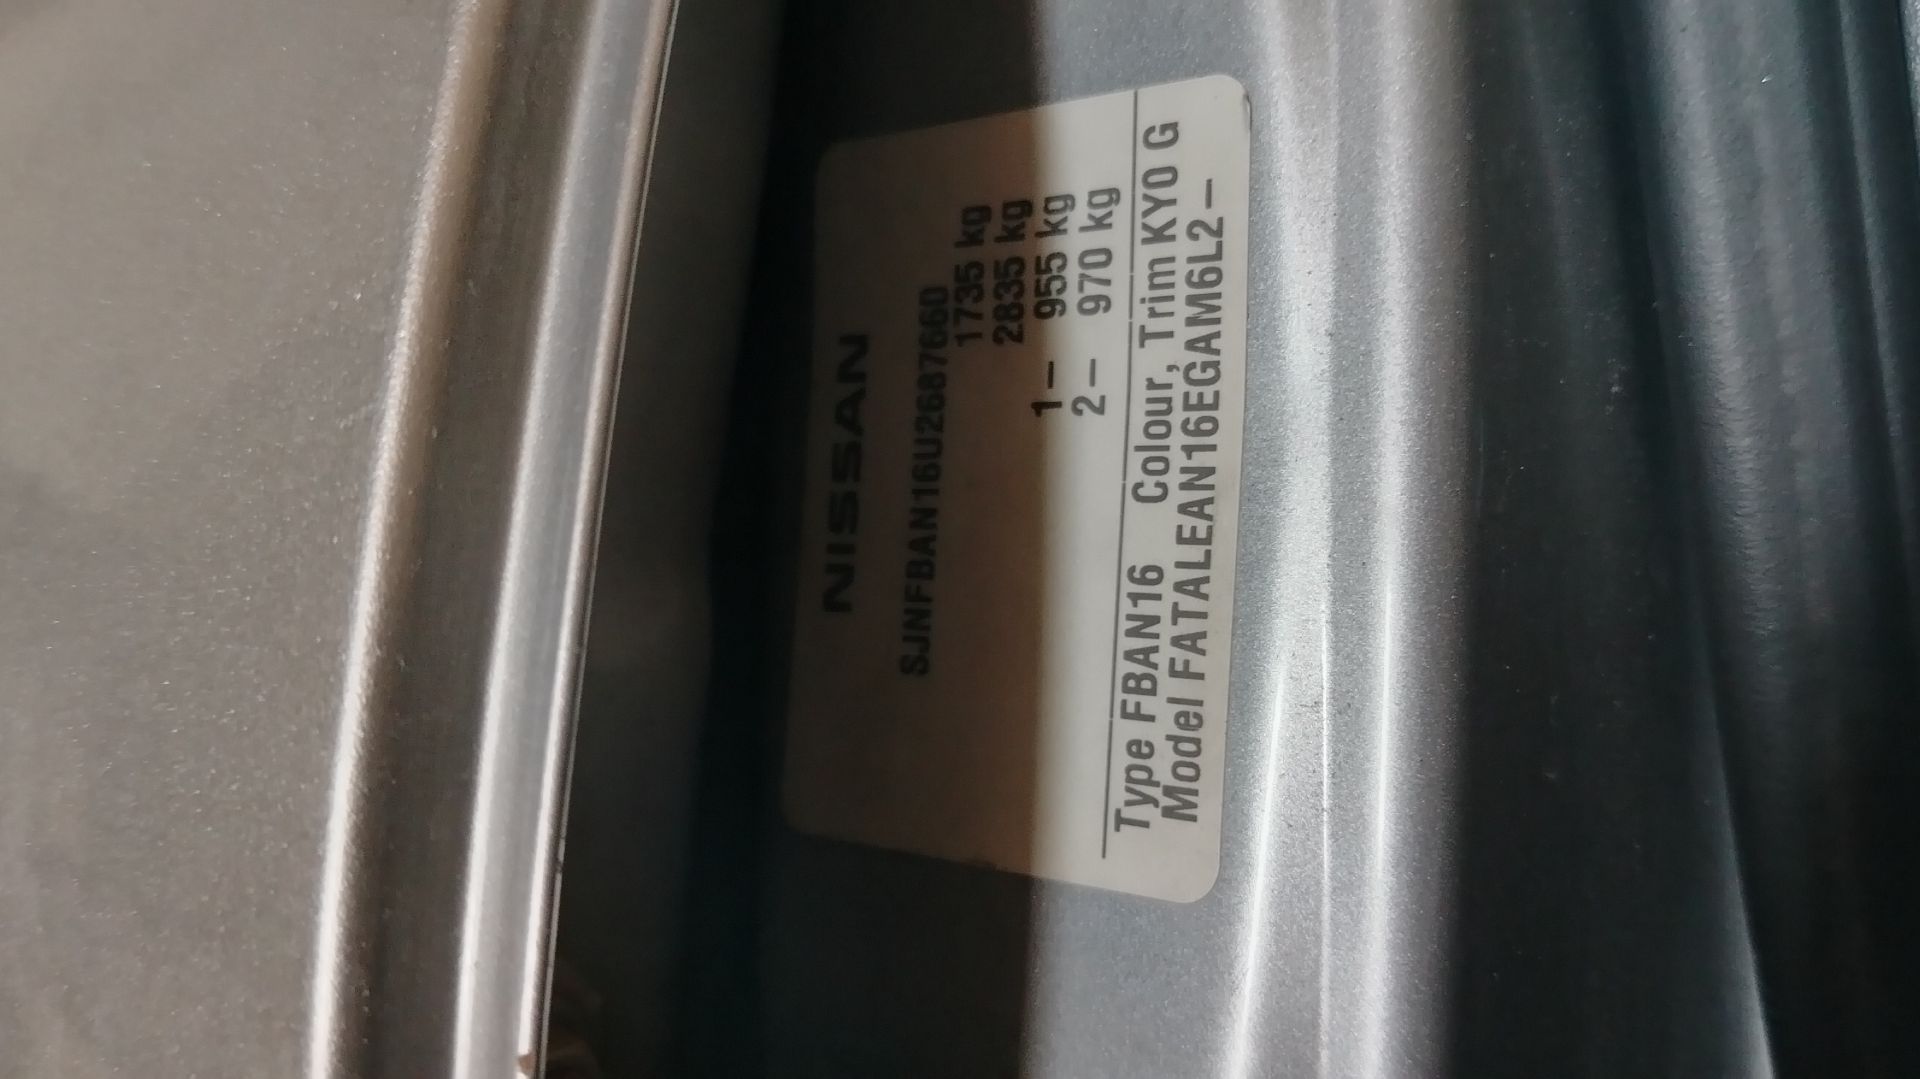 NISSAN
SJNFBAN16U2687660
1735 kg
2835 kg
1– 955 kg
2– 970 kg
Type FBAN16 Colour, Trim KY0 G
Model FATALEAN16EGAM6L2–